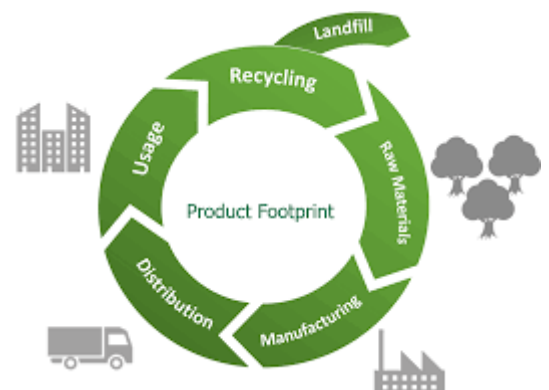 Landfill
Recycling
Raw Materials
Manufacturing
Distribution
Usage
Product Footprint